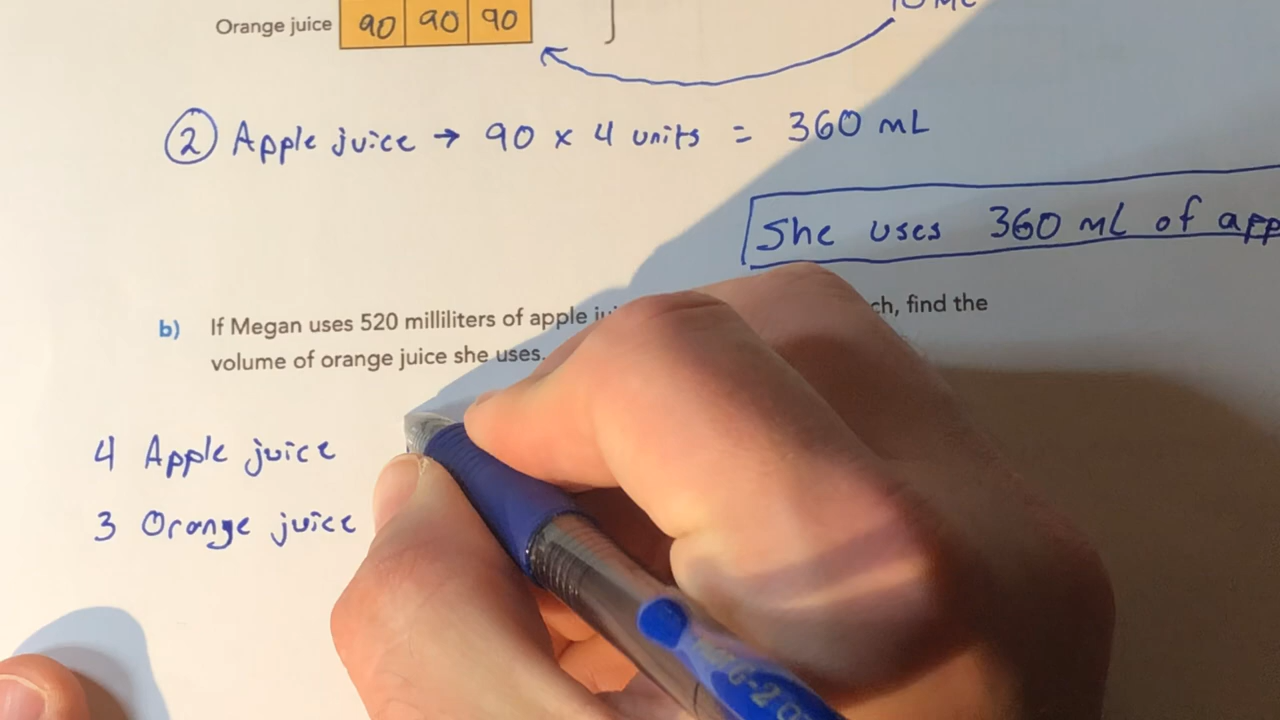 Orange juice 90 90 90
② Apple juice → 90 x 4 units = 360 mL
She uses 360 mL of app
b) If Megan uses 520 milliliters of apple find the
volume of orange juice she uses.
4 Apple juice
3 Orange juice
G-2